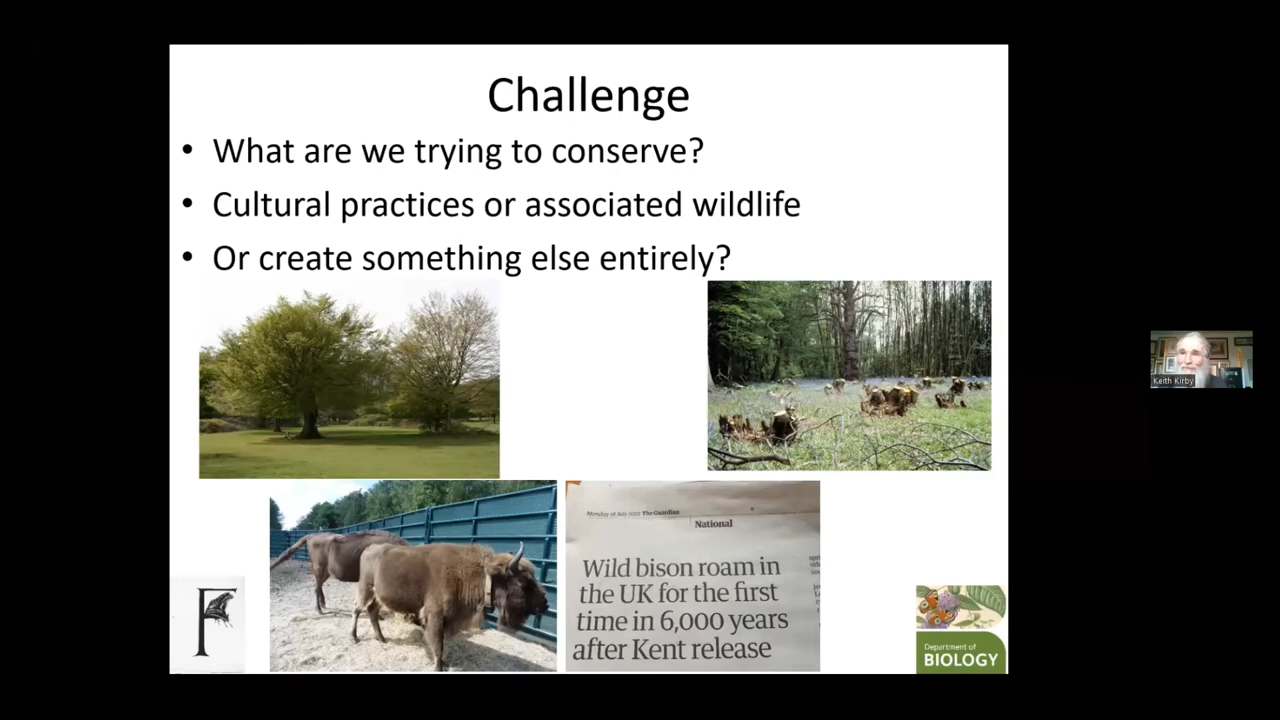 Challenge
• What are we trying to conserve?
• Cultural practices or associated wildlife
• Or create something else entirely?
Keith Kirby
Monday 18 July 2022 The Guardian
National
Wild bison roam in
the UK for the first
time in 6,000 years
after Kent release
F
Department of
BIOLOGY